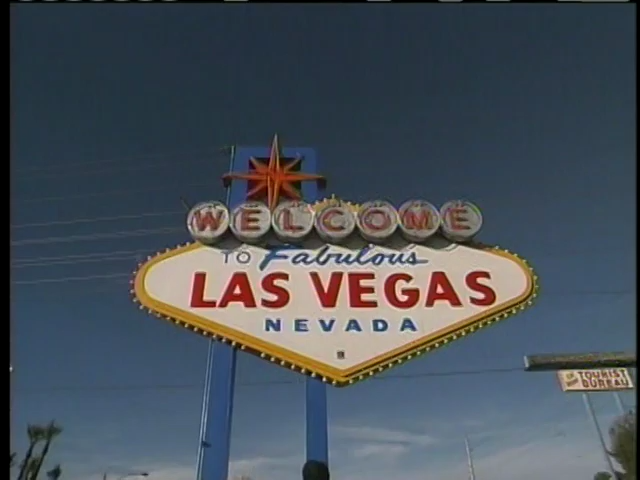 WELCOME
TO Fabulous
LAS VEGAS
NEVADA
TOURIST
BUREAU